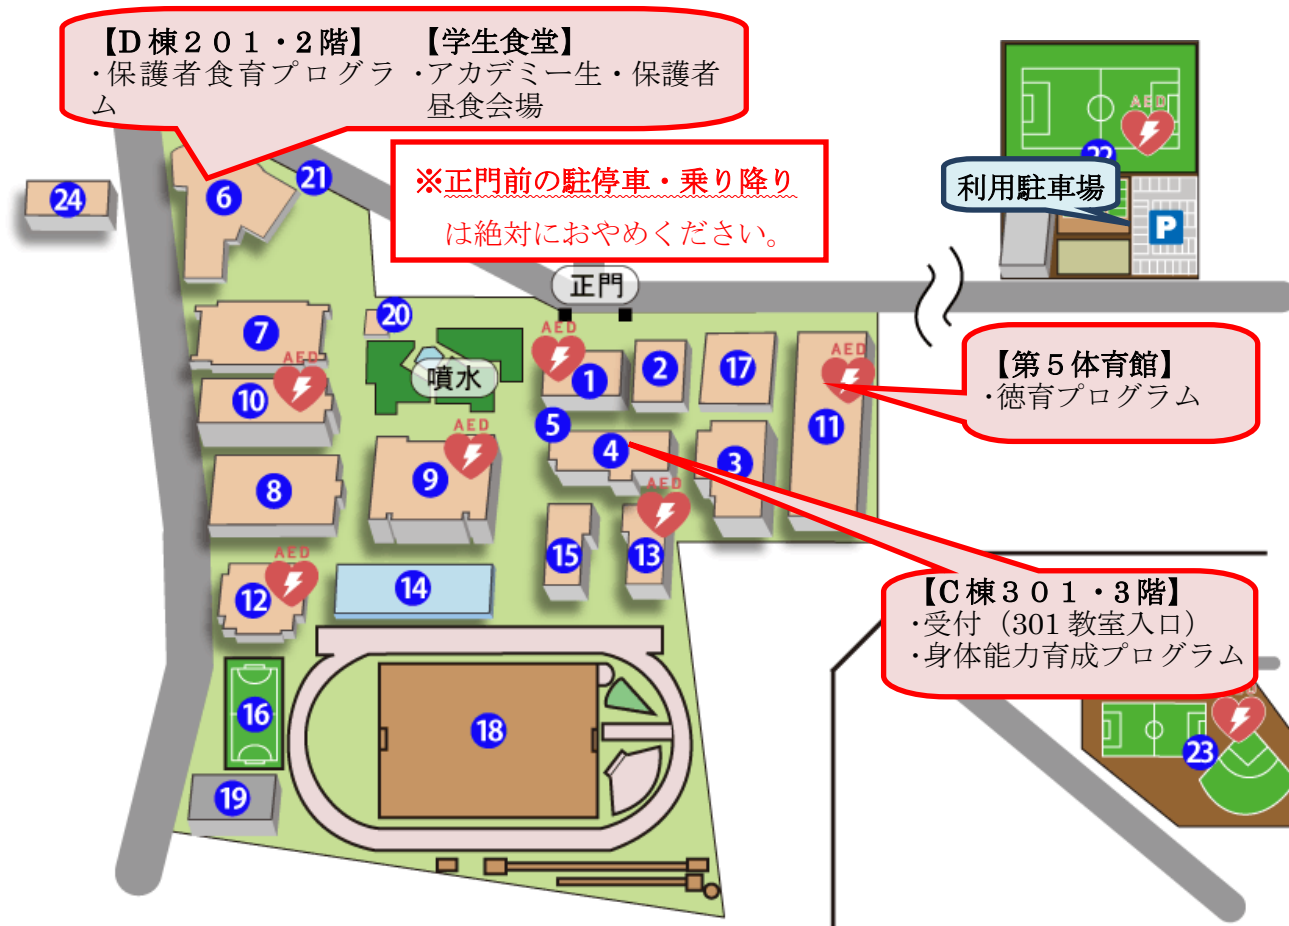 【D棟２０１・２階】
・保護者食育プログラ
ム
【学生食堂】
・アカデミー生・保護者
昼食会場
※正門前の駐停車・乗り降り
は絶対におやめください。
AED
22
利用駐車場
P
24
6
21
正門
20
7
AED
10
噴水
AED
1
2
17
AED
11
【第５体育館】
・徳育プログラム
5
4
3
AED
9
8
AED
15
13
AED
12
14
【C棟３０１・３階】
・受付（301 教室入口）
・身体能力育成プログラム
16
18
23
19